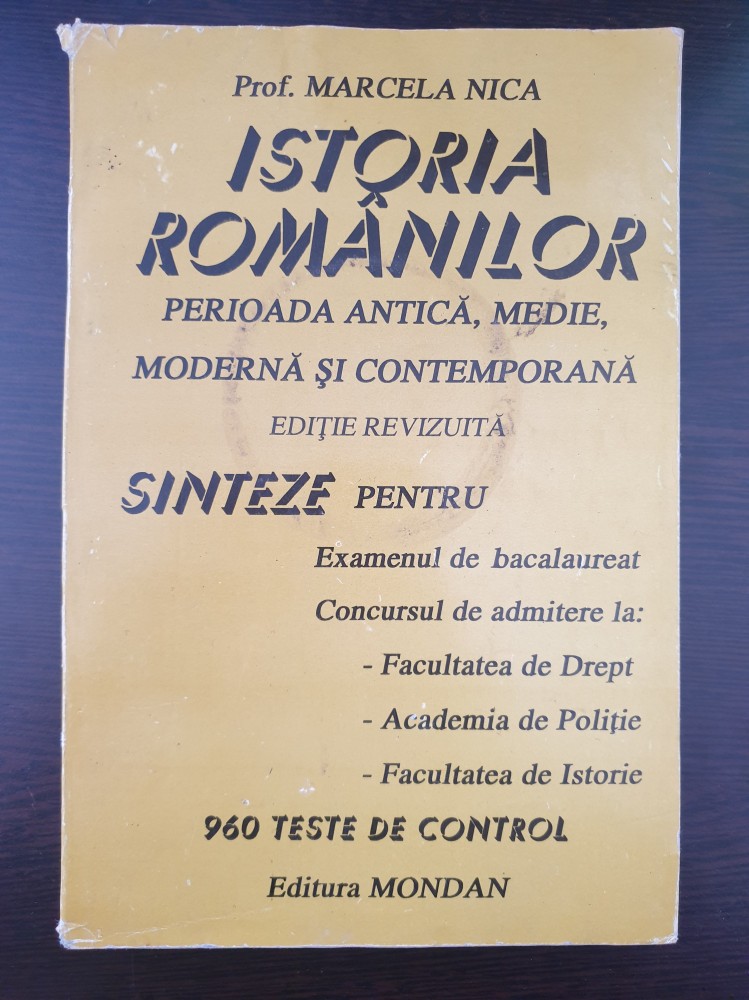 Prof. MARCELA NICA
ISTORIA
ROMÂNILOR
PERIOADA ANTICĂ, MEDIE,
MODERNĂ ŞI CONTEMPORANĂ
EDIŢIE REVIZUITĂ
SINTEZE PENTRU
Examenul de bacalaureat
Concursul de admitere la:
- Facultatea de Drept
- Academia de Poliţie
- Facultatea de Istorie
960 TESTE DE CONTROL
Editura MONDAN